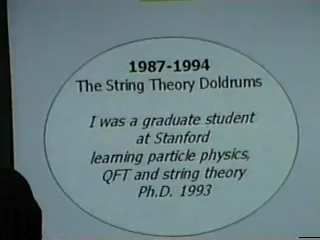 1987-1994
The String Theory Doldrums
I was a graduate student
at Stanford
learning particle physics,
QFT and string theory
Ph.D. 1993